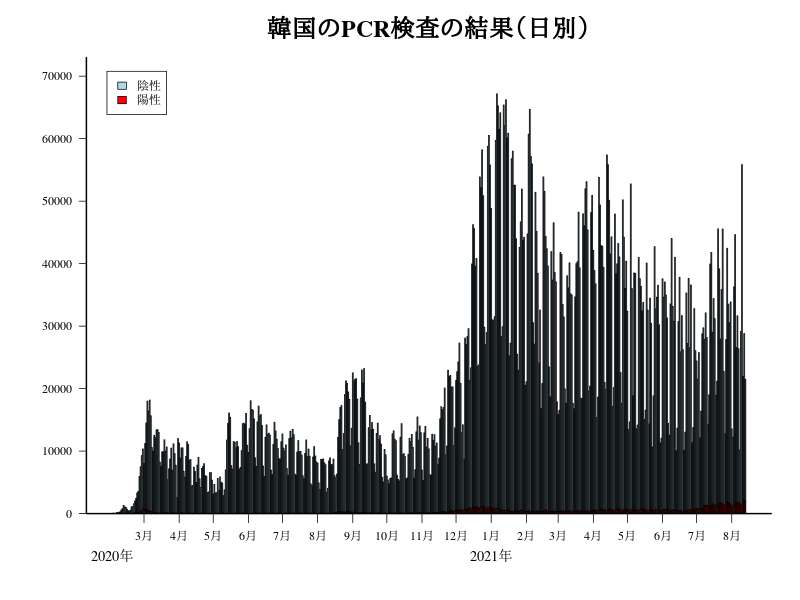 韓国のPCR検査の結果（日別）
70000
陰性
陽性
60000
50000
40000
30000
20000
10000
0
3月 4月 5月 6月 7月 8月 9月 10月 11月 12月 1月 2月 3月 4月 5月 6月 7月 8月
2020年 2021年